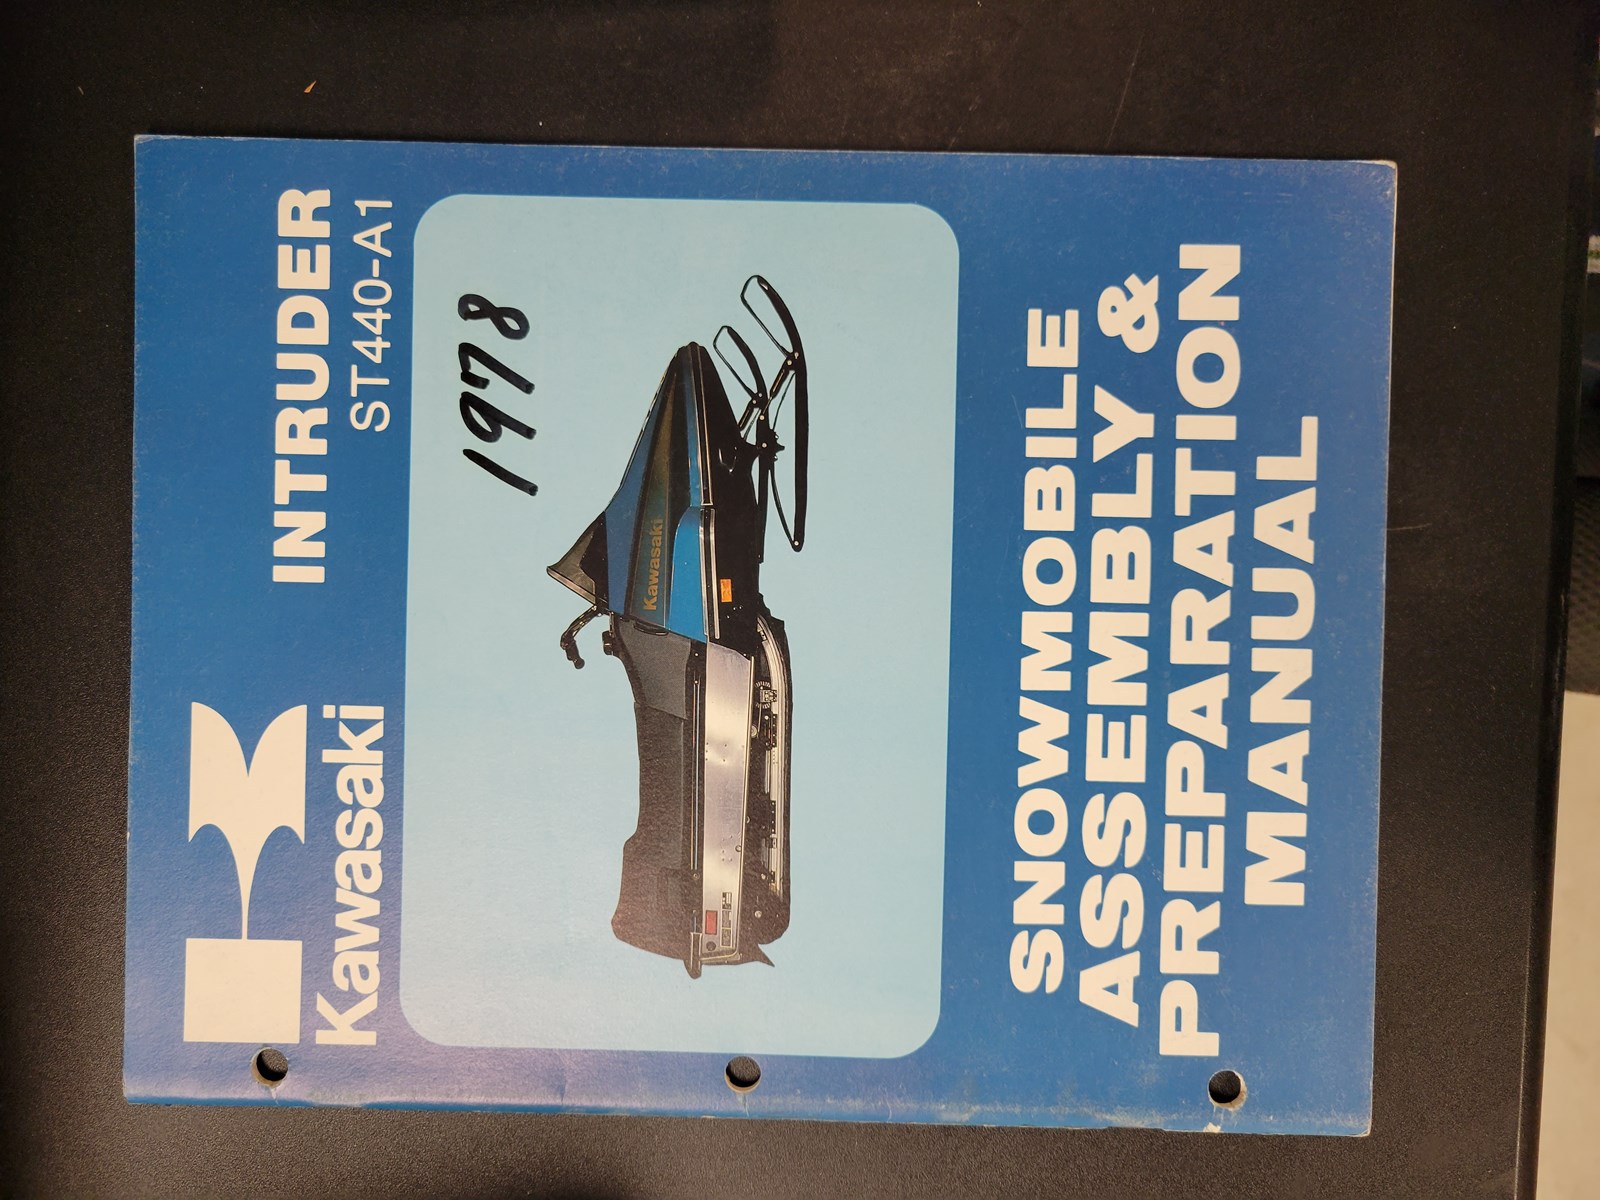 Kawasaki
INTRUDER
ST440-A1
1978
Kawasaki
SNOWMOBILE
ASSEMBLY &
PREPARATION
MANUAL